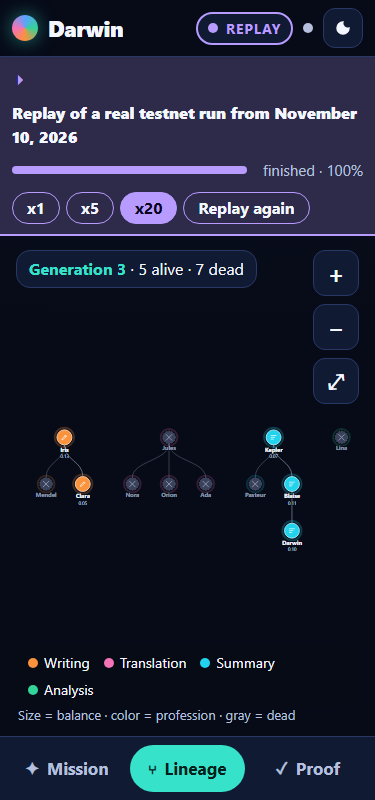 Darwin
REPLAY
Replay of a real testnet run from November
10, 2026
finished · 100%
x1 x5 x20 Replay again
Generation 3 · 5 alive · 7 dead
+
−
Iris Jules Kepler Lina
0.13 0.07
Mendel Clara Nora Orion Ada Pasteur Blaise
0.05 0.11
Darwin
0.10
Writing Translation Summary
Analysis
Size = balance · color = profession · gray = dead
Mission Lineage Proof